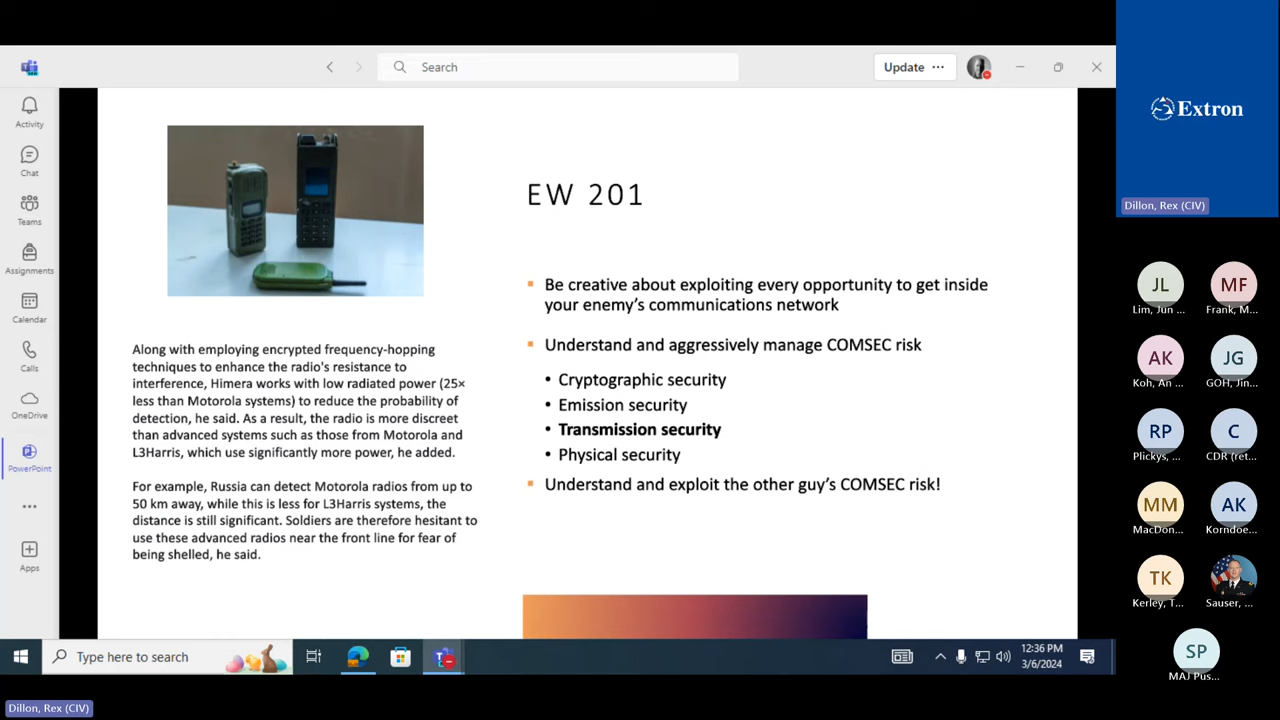 Search
Update
Extron
Dillon, Rex (CIV)
Activity
Chat
Teams
Assignments
Calendar
Calls
OneDrive
PowerPoint
Apps
EW 201
Be creative about exploiting every opportunity to get inside
your enemy's communications network
Understand and aggressively manage COMSEC risk
• Cryptographic security
• Emission security
• Transmission security
• Physical security
Understand and exploit the other guy's COMSEC risk!
Along with employing encrypted frequency-hopping
techniques to enhance the radio's resistance to
interference, Himera works with low radiated power (25×
less than Motorola systems) to reduce the probability of
detection, he said. As a result, the radio is more discreet
than advanced systems such as those from Motorola and
L3Harris, which use significantly more power, he added.
For example, Russia can detect Motorola radios from up to
50 km away, while this is less for L3Harris systems, the
distance is still significant. Soldiers are therefore hesitant to
use these advanced radios near the front line for fear of
being shelled, he said.
JL
Lim, Jun ...
MF
Frank, M...
AK
Koh, An ...
JG
GOH, Jin...
RP
Plickys, ...
C
CDR (ret...
MM
MacDon...
AK
Korndoe...
TK
Kerley, T...
Sauser, ...
SP
MAJ Pus...
Type here to search
12:36 PM
3/6/2024
Dillon, Rex (CIV)